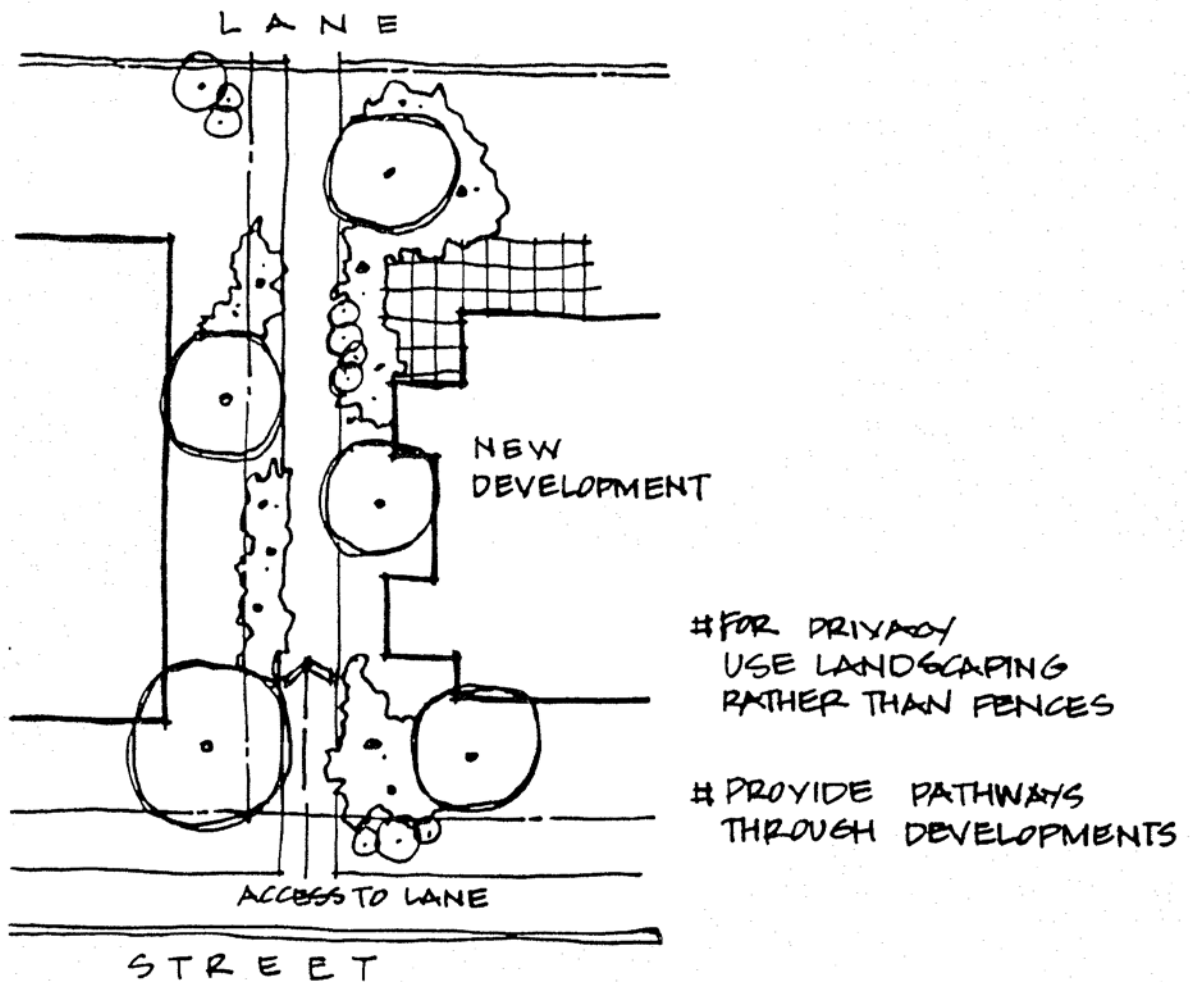 LANE
NEW
DEVELOPMENT
#FOR PRIVACY
USE LANDSCAPING
RATHER THAN FENCES
# PROVIDE PATHWAYS
THROUGH DEVELOPMENTS
ACCESS TO LANE
STREET